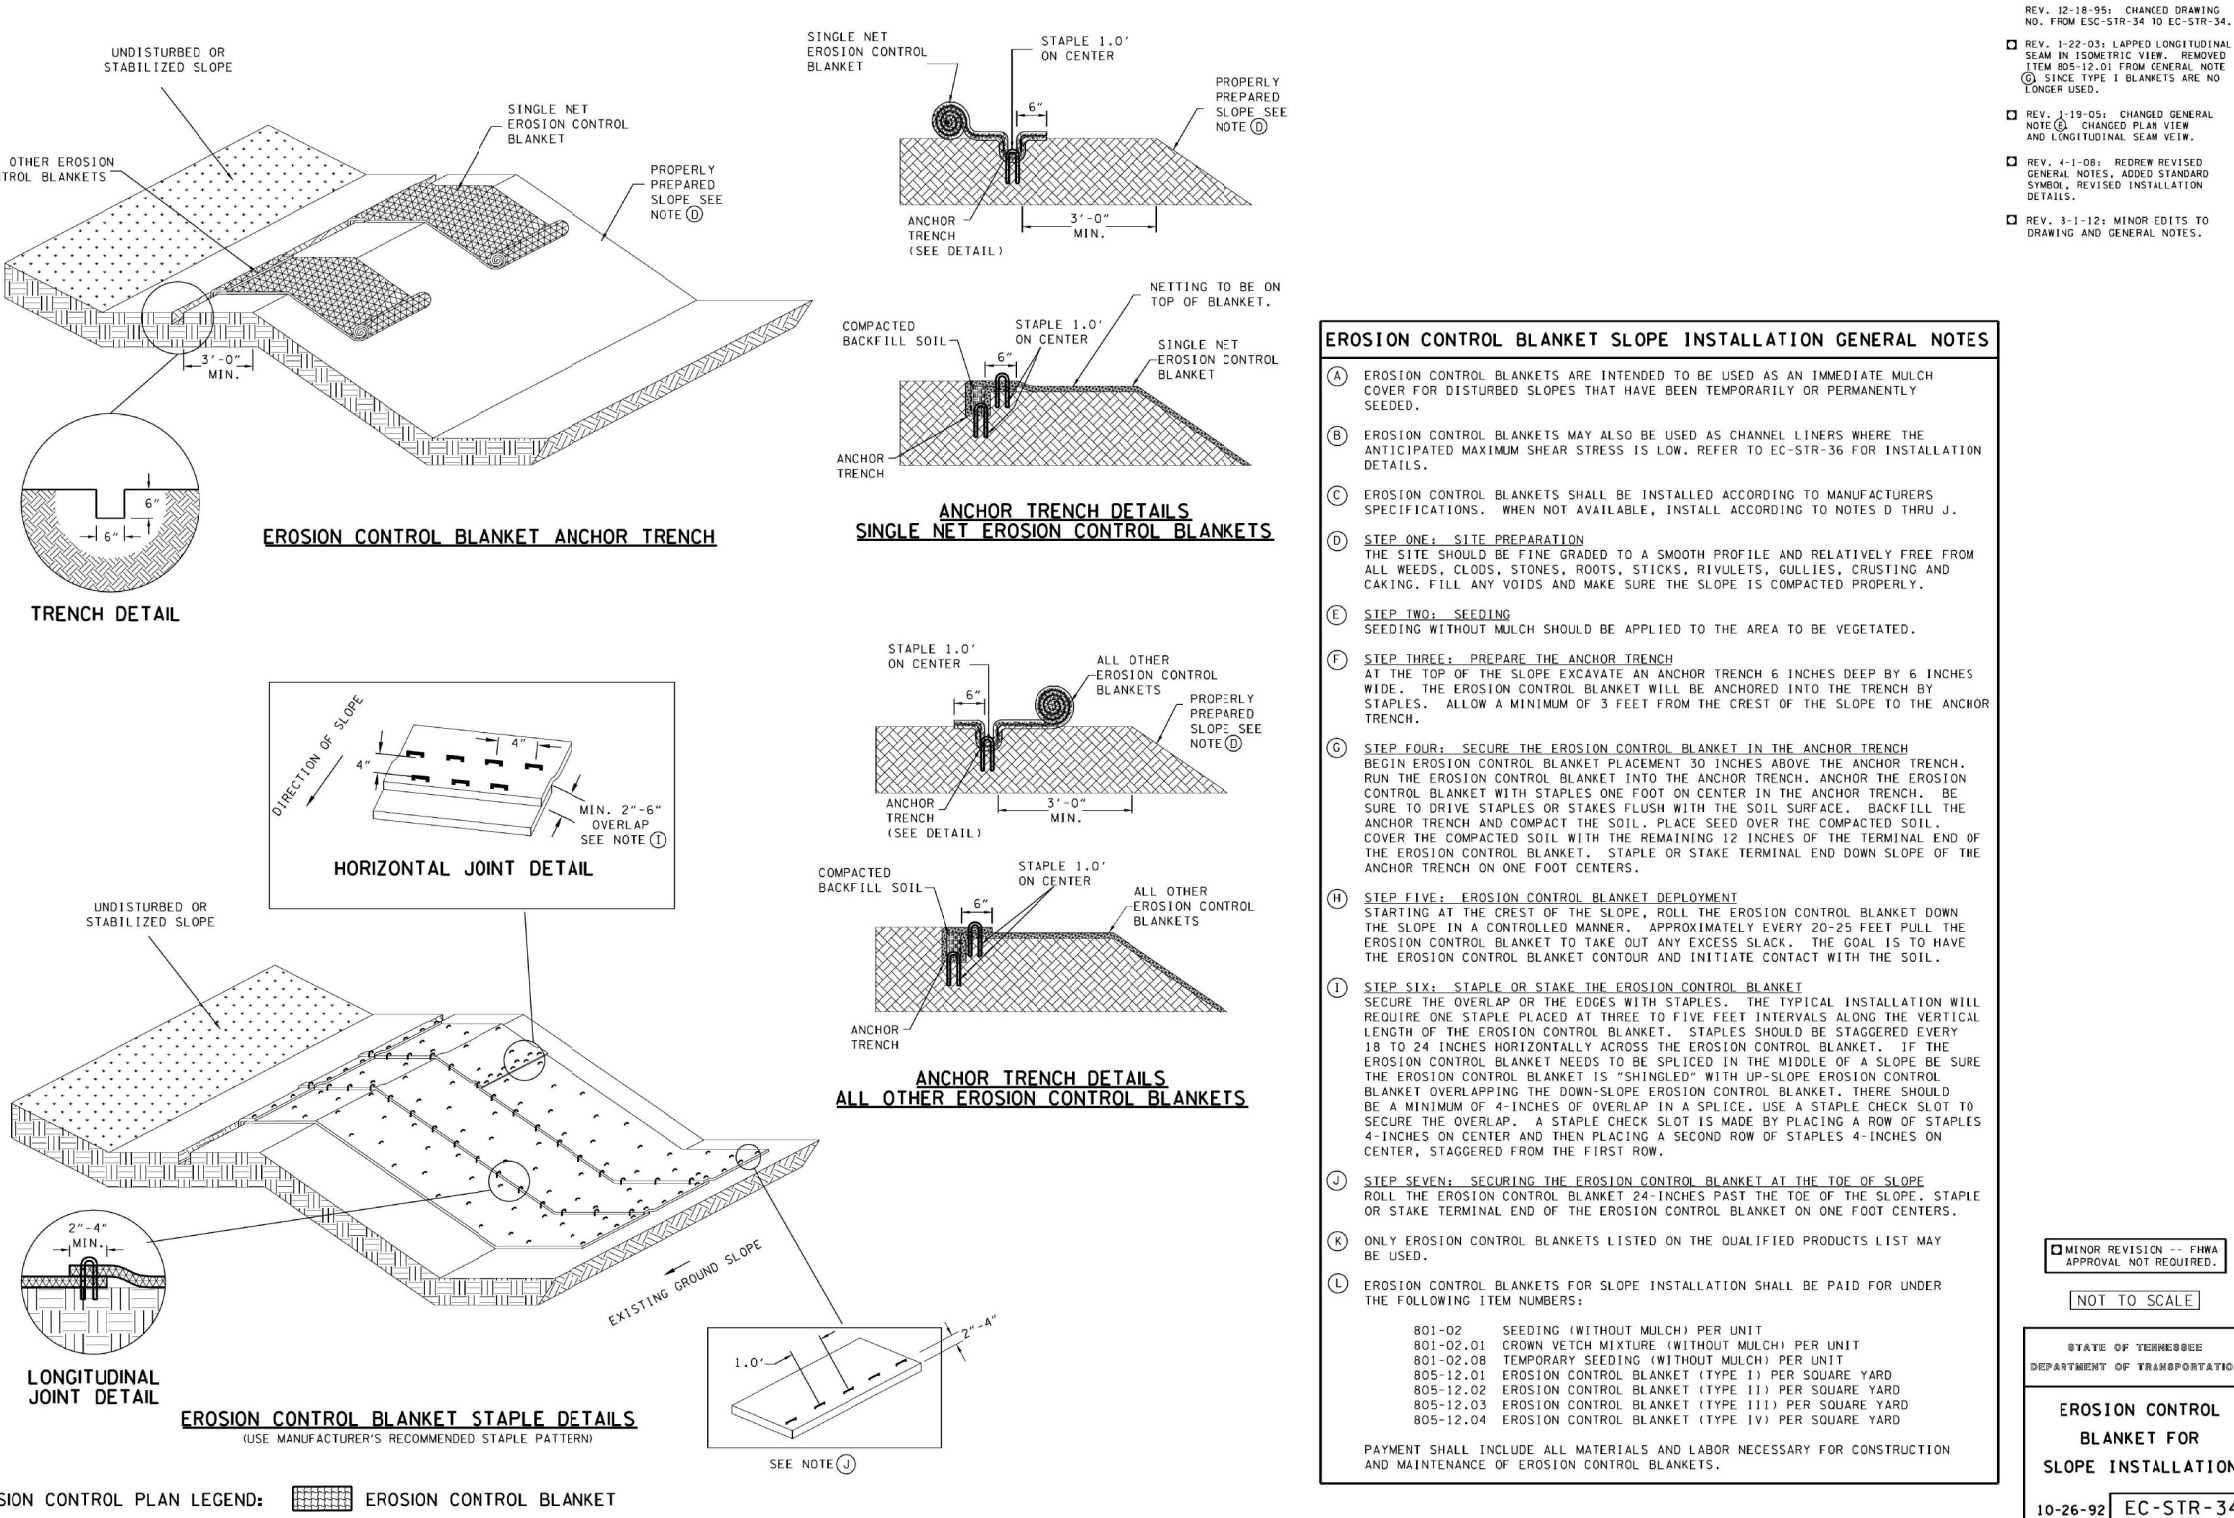 UNDISTURBED OR
STABILIZED SLOPE
SINGLE NET
EROSION CONTROL
BLANKET
OTHER EROSION
TROL BLANKETS
PROPERLY
PREPARED
SLOPE SEE
NOTE D
3'-0"
MIN.
6"
6"
TRENCH DETAIL
EROSION CONTROL BLANKET ANCHOR TRENCH
SINGLE NET
EROSION CONTROL
BLANKET
STAPLE 1.0'
ON CENTER
6"
PROPERLY
PREPARED
SLOPE SEE
NOTE D
ANCHOR
TRENCH
(SEE DETAIL)
3'-0"
MIN.
NETTING TO BE ON
TOP OF BLANKET.
COMPACTED
BACKFILL SOIL
STAPLE 1.0'
ON CENTER
6"
SINGLE NET
EROSION CONTROL
BLANKET
ANCHOR
TRENCH
ANCHOR TRENCH DETAILS
SINGLE NET EROSION CONTROL BLANKETS
DIRECTION OF SLOPE
4"
4"
MIN. 2"-6"
OVERLAP
SEE NOTE I
HORIZONTAL JOINT DETAIL
STAPLE 1.0'
ON CENTER
6"
ALL OTHER
EROSION CONTROL
BLANKETS
PROPERLY
PREPARED
SLOPE SEE
NOTE D
ANCHOR
TRENCH
(SEE DETAIL)
3'-0"
MIN.
COMPACTED
BACKFILL SOIL
STAPLE 1.0'
ON CENTER
6"
ALL OTHER
EROSION CONTROL
BLANKETS
ANCHOR
TRENCH
ANCHOR TRENCH DETAILS
ALL OTHER EROSION CONTROL BLANKETS
UNDISTURBED OR
STABILIZED SLOPE
2"-4"
MIN.
LONGITUDINAL
JOINT DETAIL
EXISTING GROUND SLOPE
1.0'
2"-4"
SEE NOTE J
EROSION CONTROL BLANKET STAPLE DETAILS
(USE MANUFACTURER'S RECOMMENDED STAPLE PATTERN)
SION CONTROL PLAN LEGEND:
EROSION CONTROL BLANKET
EROSION CONTROL BLANKET SLOPE INSTALLATION GENERAL NOTES
A EROSION CONTROL BLANKETS ARE INTENDED TO BE USED AS AN IMMEDIATE MULCH
COVER FOR DISTURBED SLOPES THAT HAVE BEEN TEMPORARILY OR PERMANENTLY
SEEDED.
B EROSION CONTROL BLANKETS MAY ALSO BE USED AS CHANNEL LINERS WHERE THE
ANTICIPATED MAXIMUM SHEAR STRESS IS LOW. REFER TO EC-STR-36 FOR INSTALLATION
DETAILS.
C EROSION CONTROL BLANKETS SHALL BE INSTALLED ACCORDING TO MANUFACTURERS
SPECIFICATIONS. WHEN NOT AVAILABLE, INSTALL ACCORDING TO NOTES D THRU J.
D STEP ONE: SITE PREPARATION
THE SITE SHOULD BE FINE GRADED TO A SMOOTH PROFILE AND RELATIVELY FREE FROM
ALL WEEDS, CLODS, STONES, ROOTS, STICKS, RIVULETS, GULLIES, CRUSTING AND
CAKING. FILL ANY VOIDS AND MAKE SURE THE SLOPE IS COMPACTED PROPERLY.
E STEP TWO: SEEDING
SEEDING WITHOUT MULCH SHOULD BE APPLIED TO THE AREA TO BE VEGETATED.
F STEP THREE: PREPARE THE ANCHOR TRENCH
AT THE TOP OF THE SLOPE EXCAVATE AN ANCHOR TRENCH 6 INCHES DEEP BY 6 INCHES
WIDE. THE EROSION CONTROL BLANKET WILL BE ANCHORED INTO THE TRENCH BY
STAPLES. ALLOW A MINIMUM OF 3 FEET FROM THE CREST OF THE SLOPE TO THE ANCHOR
TRENCH.
G STEP FOUR: SECURE THE EROSION CONTROL BLANKET IN THE ANCHOR TRENCH
BEGIN EROSION CONTROL BLANKET PLACEMENT 30 INCHES ABOVE THE ANCHOR TRENCH.
RUN THE EROSION CONTROL BLANKET INTO THE ANCHOR TRENCH. ANCHOR THE EROSION
CONTROL BLANKET WITH STAPLES ONE FOOT ON CENTER IN THE ANCHOR TRENCH. BE
SURE TO DRIVE STAPLES OR STAKES FLUSH WITH THE SOIL SURFACE. BACKFILL THE
ANCHOR TRENCH AND COMPACT THE SOIL. PLACE SEED OVER THE COMPACTED SOIL.
COVER THE COMPACTED SOIL WITH THE REMAINING 12 INCHES OF THE TERMINAL END OF
THE EROSION CONTROL BLANKET. STAPLE OR STAKE TERMINAL END DOWN SLOPE OF THE
ANCHOR TRENCH ON ONE FOOT CENTERS.
H STEP FIVE: EROSION CONTROL BLANKET DEPLOYMENT
STARTING AT THE CREST OF THE SLOPE, ROLL THE EROSION CONTROL BLANKET DOWN
THE SLOPE IN A CONTROLLED MANNER. APPROXIMATELY EVERY 20-25 FEET PULL THE
EROSION CONTROL BLANKET TO TAKE OUT ANY EXCESS SLACK. THE GOAL IS TO HAVE
THE EROSION CONTROL BLANKET CONTOUR AND INITIATE CONTACT WITH THE SOIL.
I STEP SIX: STAPLE OR STAKE THE EROSION CONTROL BLANKET
SECURE THE OVERLAP OR THE EDGES WITH STAPLES. THE TYPICAL INSTALLATION WILL
REQUIRE ONE STAPLE PLACED AT THREE TO FIVE FEET INTERVALS ALONG THE VERTICAL
LENGTH OF THE EROSION CONTROL BLANKET. STAPLES SHOULD BE STAGGERED EVERY
18 TO 24 INCHES HORIZONTALLY ACROSS THE EROSION CONTROL BLANKET. IF THE
EROSION CONTROL BLANKET NEEDS TO BE SPLICED IN THE MIDDLE OF A SLOPE BE SURE
THE EROSION CONTROL BLANKET IS "SHINGLED" WITH UP-SLOPE EROSION CONTROL
BLANKET OVERLAPPING THE DOWN-SLOPE EROSION CONTROL BLANKET. THERE SHOULD
BE A MINIMUM OF 4-INCHES OF OVERLAP IN A SPLICE. USE A STAPLE CHECK SLOT TO
SECURE THE OVERLAP. A STAPLE CHECK SLOT IS MADE BY PLACING A ROW OF STAPLES
4-INCHES ON CENTER AND THEN PLACING A SECOND ROW OF STAPLES 4-INCHES ON
CENTER, STAGGERED FROM THE FIRST ROW.
J STEP SEVEN: SECURING THE EROSION CONTROL BLANKET AT THE TOE OF SLOPE
ROLL THE EROSION CONTROL BLANKET 24-INCHES PAST THE TOE OF THE SLOPE. STAPLE
OR STAKE TERMINAL END OF THE EROSION CONTROL BLANKET ON ONE FOOT CENTERS.
K ONLY EROSION CONTROL BLANKETS LISTED ON THE QUALIFIED PRODUCTS LIST MAY
BE USED.
L EROSION CONTROL BLANKETS FOR SLOPE INSTALLATION SHALL BE PAID FOR UNDER
THE FOLLOWING ITEM NUMBERS:
801-02 SEEDING (WITHOUT MULCH) PER UNIT
801-02.01 CROWN VETCH MIXTURE (WITHOUT MULCH) PER UNIT
801-02.08 TEMPORARY SEEDING (WITHOUT MULCH) PER UNIT
805-12.01 EROSION CONTROL BLANKET (TYPE I) PER SQUARE YARD
805-12.02 EROSION CONTROL BLANKET (TYPE II) PER SQUARE YARD
805-12.03 EROSION CONTROL BLANKET (TYPE III) PER SQUARE YARD
805-12.04 EROSION CONTROL BLANKET (TYPE IV) PER SQUARE YARD
PAYMENT SHALL INCLUDE ALL MATERIALS AND LABOR NECESSARY FOR CONSTRUCTION
AND MAINTENANCE OF EROSION CONTROL BLANKETS.
REV. 12-18-95: CHANGED DRAWING
NO. FROM ESC-STR-34 TO EC-STR-34.
REV. 1-22-03: LAPPED LONGITUDINAL
SEAM IN ISOMETRIC VIEW. REMOVED
ITEM 805-12.01 FROM GENERAL NOTE
G, SINCE TYPE I BLANKETS ARE NO
LONGER USED.
REV. 1-19-05: CHANGED GENERAL
NOTE E. CHANGED PLAN VIEW
AND LONGITUDINAL SEAM VEIW.
REV. 4-1-08: REDREW REVISED
GENERAL NOTES, ADDED STANDARD
SYMBOL, REVISED INSTALLATION
DETAILS.
REV. 8-1-12: MINOR EDITS TO
DRAWING AND GENERAL NOTES.
MINOR REVISION -- FHWA
APPROVAL NOT REQUIRED.
NOT TO SCALE
STATE OF TENNESSEE
DEPARTMENT OF TRANSPORTATIO
EROSION CONTROL
BLANKET FOR
SLOPE INSTALLATION
10-26-92 EC-STR-34